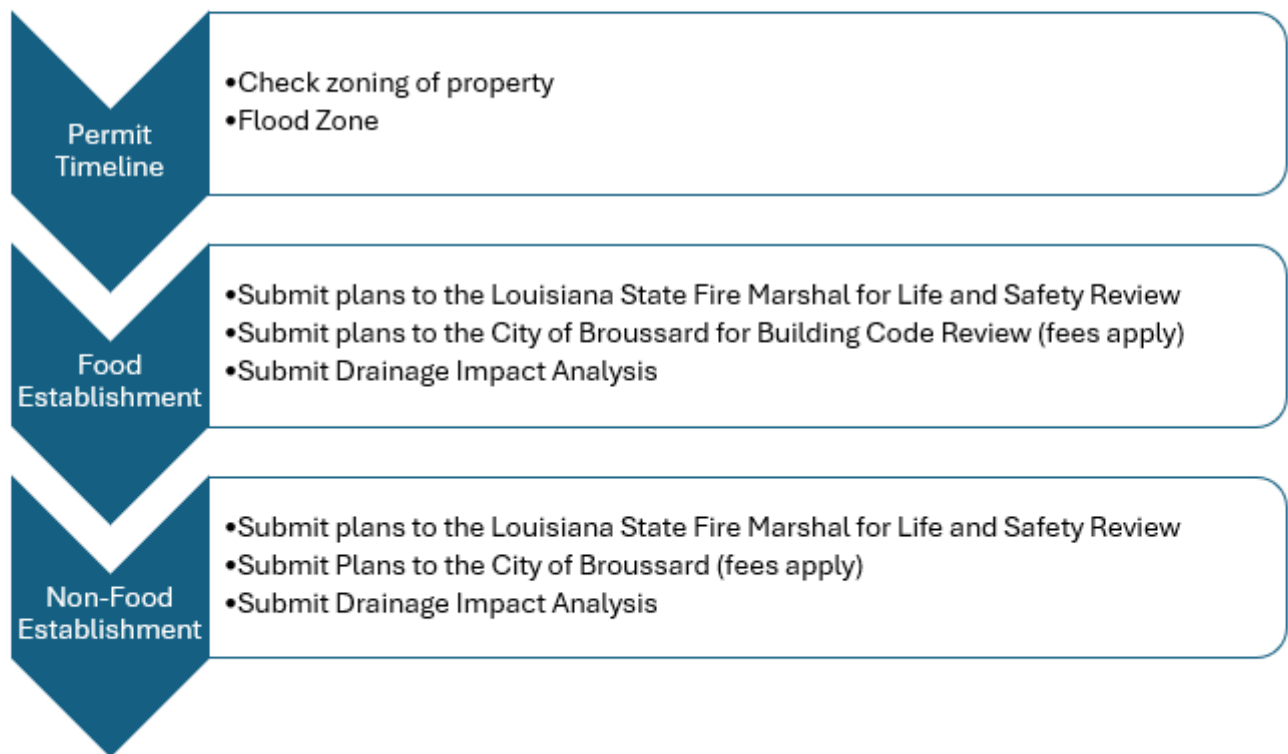 Permit
Timeline
•Check zoning of property
•Flood Zone
Food
Establishment
•Submit plans to the Louisiana State Fire Marshal for Life and Safety Review
•Submit plans to the City of Broussard for Building Code Review (fees apply)
•Submit Drainage Impact Analysis
Non-Food
Establishment
•Submit plans to the Louisiana State Fire Marshal for Life and Safety Review
•Submit Plans to the City of Broussard (fees apply)
•Submit Drainage Impact Analysis